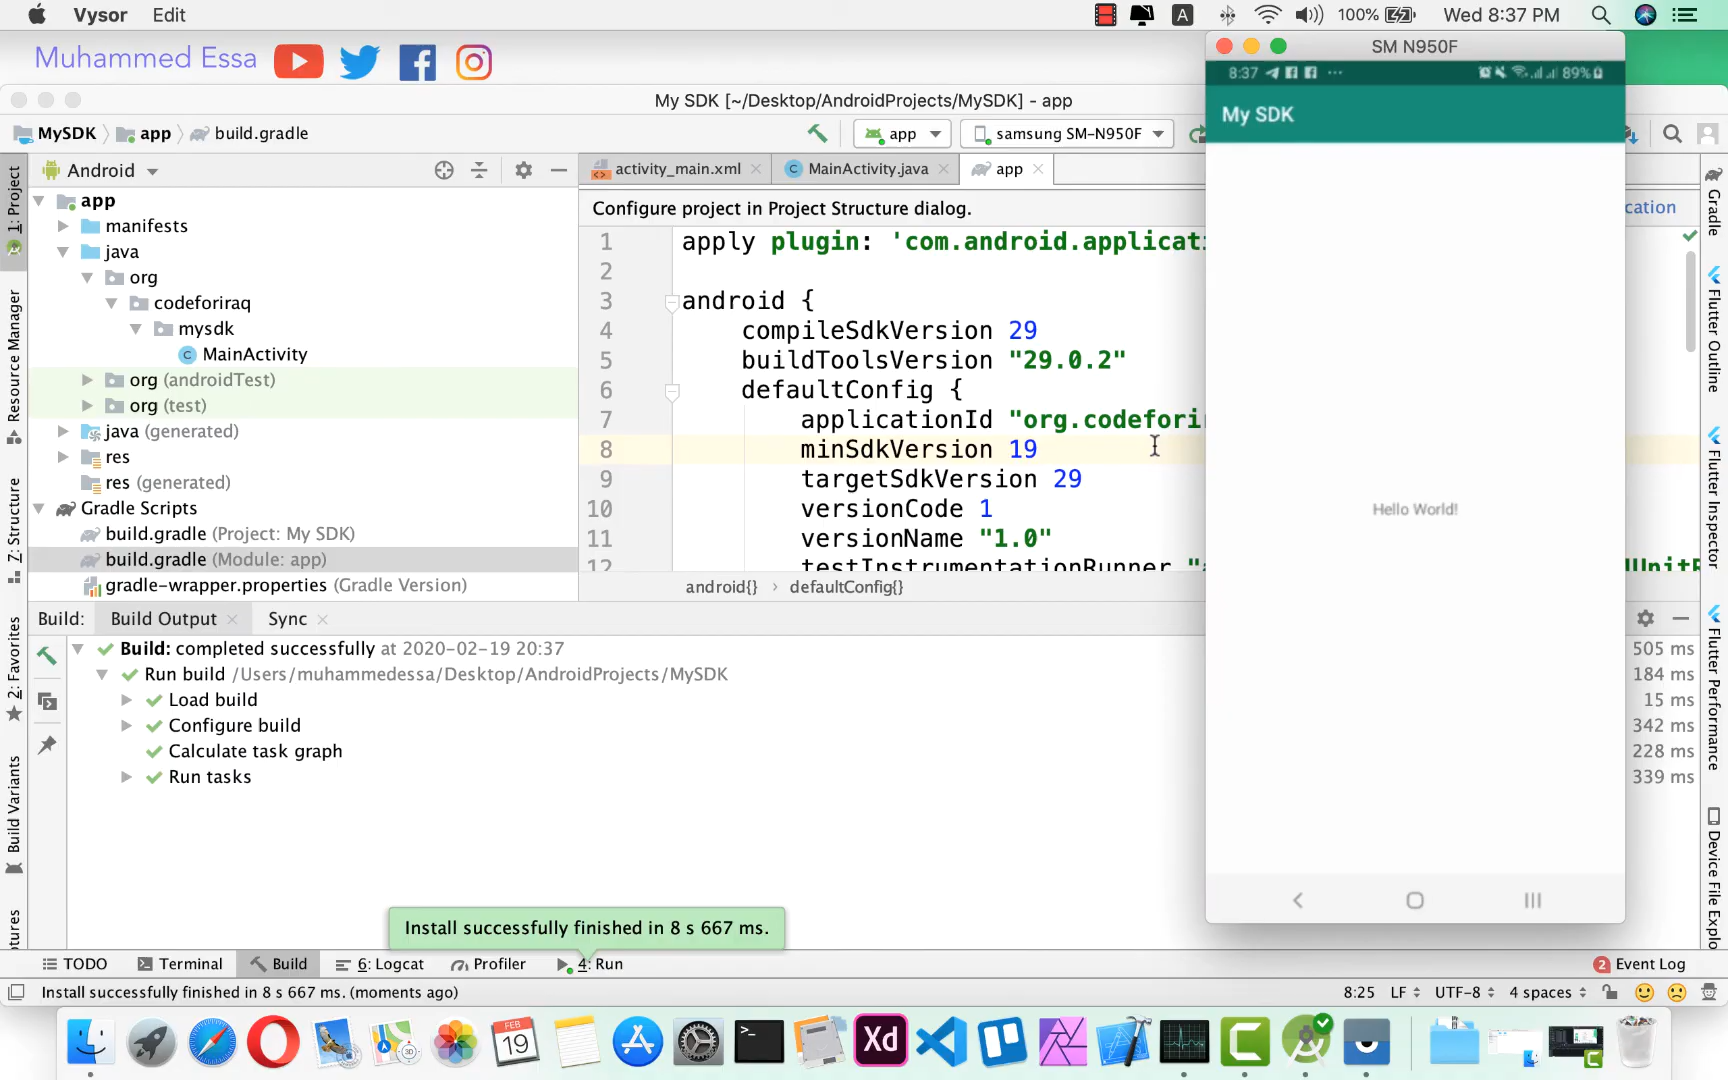 Vysor Edit
A
100%
Wed 8:37 PM
Muhammed Essa
SM N950F
8:37
89%
My SDK [~/Desktop/AndroidProjects/MySDK] - app
My SDK
MySDK app build.gradle
app
samsung SM-N950F
1: Project
Android
activity_main.xml
MainActivity.java
app
Gradle
app
manifests
java
org
codeforiraq
mysdk
MainActivity
org (androidTest)
org (test)
java (generated)
res
res (generated)
Gradle Scripts
build.gradle (Project: My SDK)
build.gradle (Module: app)
gradle-wrapper.properties (Gradle Version)
Configure project in Project Structure dialog.
cation
1 apply plugin: 'com.android.applicati
2
3 android {
4 compileSdkVersion 29
5 buildToolsVersion "29.0.2"
6 defaultConfig {
7 applicationId "org.codeforir
8 minSdkVersion 19
9 targetSdkVersion 29
10 versionCode 1
11 versionName "1.0"
12 testInstrumentationRunner
android{} › defaultConfig{}
Hello World!
Resource Manager
Z: Structure
2: Favorites
Build Variants
ptures
Flutter Outline
Flutter Inspector
Flutter Performance
Device File Explo
Build: Build Output Sync
Build: completed successfully at 2020-02-19 20:37
505 ms
Run build /Users/muhammedessa/Desktop/AndroidProjects/MySDK
184 ms
Load build
15 ms
Configure build
342 ms
Calculate task graph
228 ms
Run tasks
339 ms
Install successfully finished in 8 s 667 ms.
TODO Terminal Build 6: Logcat Profiler 4: Run
2 Event Log
Install successfully finished in 8 s 667 ms. (moments ago)
8:25 LF UTF-8 4 spaces
FEB
19
Xd